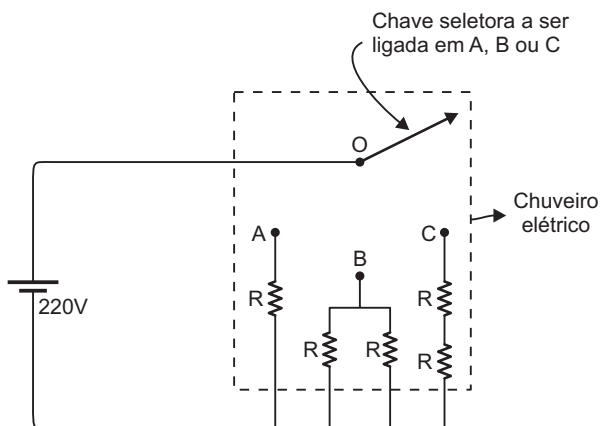 Chave seletora a ser
ligada em A, B ou C
O
Chuveiro
elétrico
A
C
B
220V
R
R
R
R
R